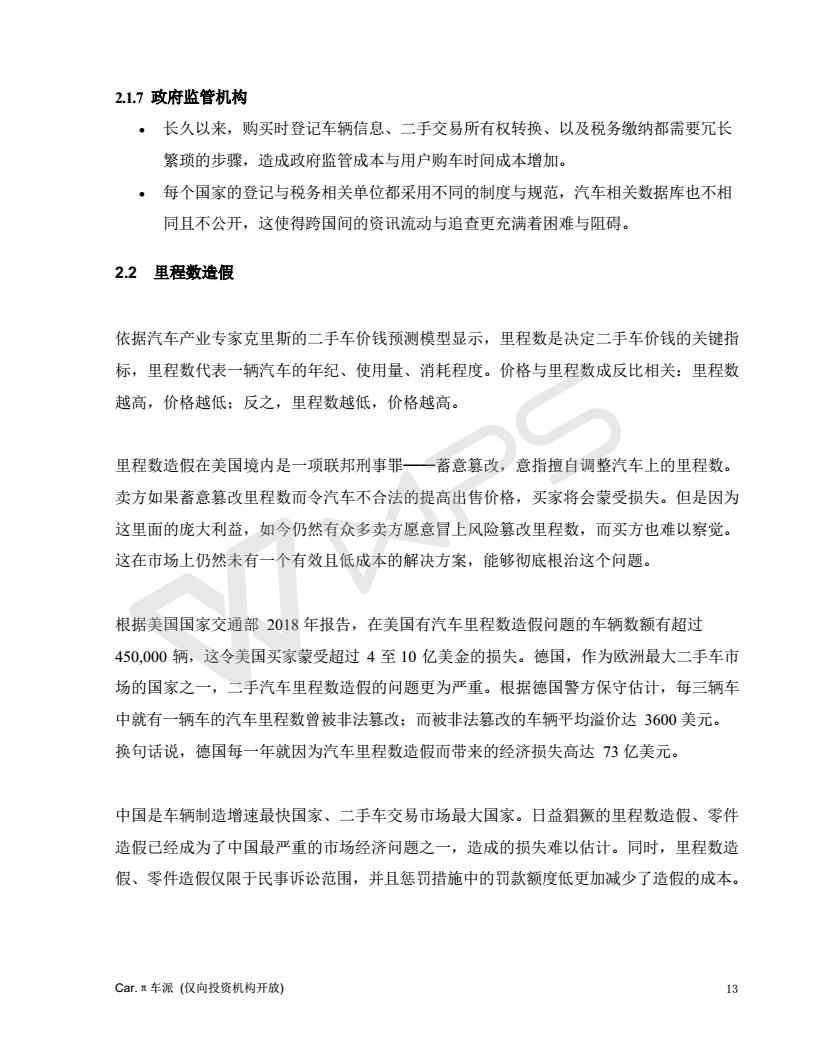 2.1.7 政府监管机构
• 长久以来，购买时登记车辆信息、二手交易所有权转换、以及税务缴纳都需要冗长
繁琐的步骤，造成政府监管成本与用户购车时间成本增加。
• 每个国家的登记与税务相关单位都采用不同的制度与规范，汽车相关数据库也不相
同且不公开，这使得跨国间的资讯流动与追查更充满着困难与阻碍。
2.2 里程数造假
依据汽车产业专家克里斯的二手车价钱预测模型显示，里程数是决定二手车价钱的关键指
标，里程数代表一辆汽车的年纪、使用量、消耗程度。价格与里程数成反比相关：里程数
越高，价格越低；反之，里程数越低，价格越高。
里程数造假在美国境内是一项联邦刑事罪——蓄意篡改，意指擅自调整汽车上的里程数。
卖方如果蓄意篡改里程数而令汽车不合法的提高出售价格，买家将会蒙受损失。但是因为
这里面的庞大利益，如今仍然有众多卖方愿意冒上风险篡改里程数，而买方也难以察觉。
这在市场上仍然未有一个有效且低成本的解决方案，能够彻底根治这个问题。
根据美国国家交通部 2018 年报告，在美国有汽车里程数造假问题的车辆数额有超过
450,000 辆，这令美国买家蒙受超过 4 至 10 亿美金的损失。德国，作为欧洲最大二手车市
场的国家之一，二手汽车里程数造假的问题更为严重。根据德国警方保守估计，每三辆车
中就有一辆车的汽车里程数曾被非法篡改；而被非法篡改的车辆平均溢价达 3600 美元。
换句话说，德国每一年就因为汽车里程数造假而带来的经济损失高达 73 亿美元。
中国是车辆制造增速最快国家、二手车交易市场最大国家。日益猖獗的里程数造假、零件
造假已经成为了中国最严重的市场经济问题之一，造成的损失难以估计。同时，里程数造
假、零件造假仅限于民事诉讼范围，并且惩罚措施中的罚款额度低更加减少了造假的成本。
Car.π车派 (仅向投资机构开放) 13
WPS